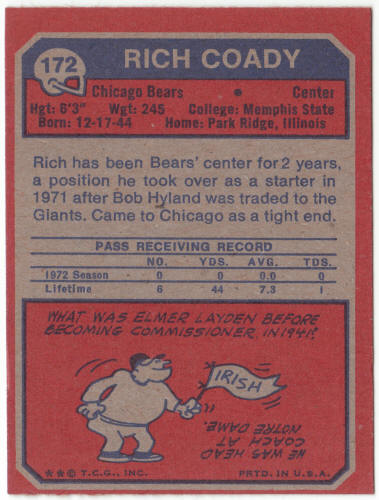 172
RICH COADY
Chicago Bears • Center
Hgt: 6'3" Wgt: 245 College: Memphis State
Born: 12-17-44 Home: Park Ridge, Illinois
Rich has been Bears' center for 2 years,
a position he took over as a starter in
1971 after Bob Hyland was traded to the
Giants. Came to Chicago as a tight end.
PASS RECEIVING RECORD
NO. YDS. AVG. TDS.
1972 Season 0 0 0.0 0
Lifetime 6 44 7.3 1
WHAT WAS ELMER LAYDEN BEFORE
BECOMING COMMISSIONER, IN 1941?
IRISH
HE WAS HEAD
COACH AT
NOTRE DAME.
★★© T.C.G., INC. PRTD. IN U.S.A.